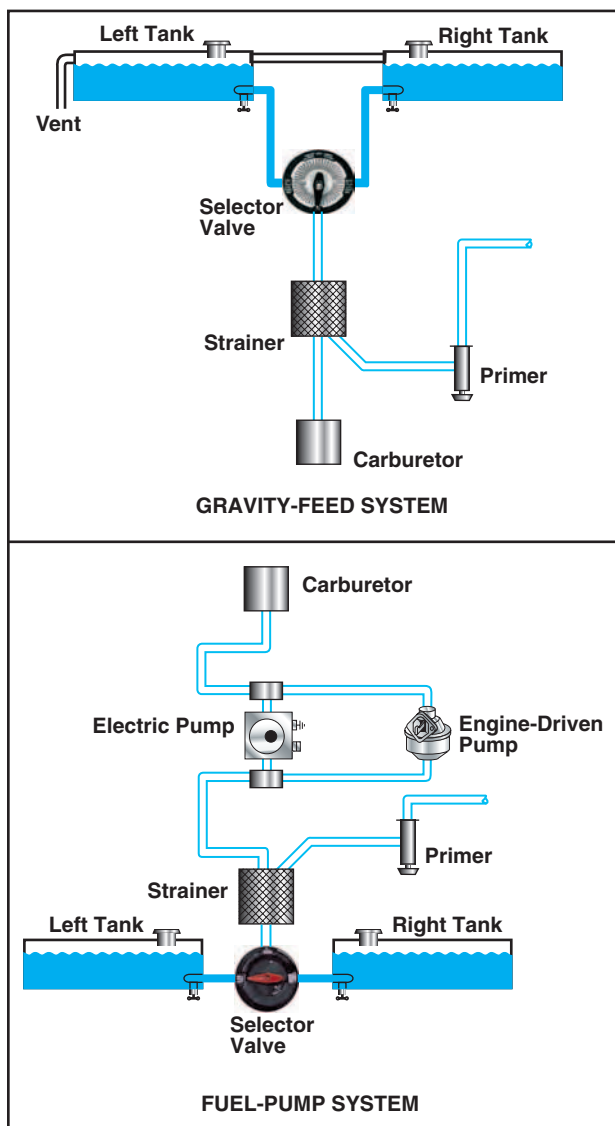 Left Tank
Right Tank
Vent
Selector
Valve
Strainer
Primer
Carburetor
GRAVITY-FEED SYSTEM
Carburetor
Electric Pump
Engine-Driven
Pump
Primer
Strainer
Left Tank
Right Tank
Selector
Valve
FUEL-PUMP SYSTEM